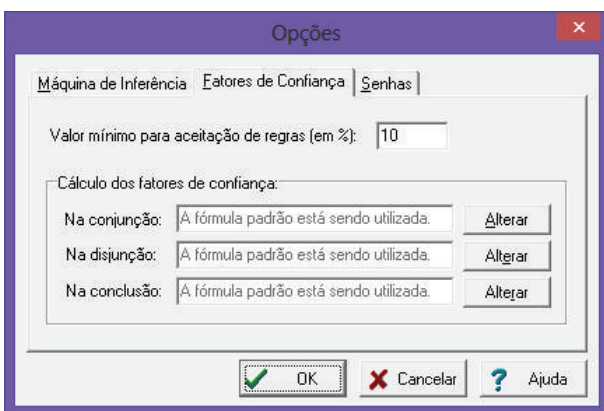 Opções
Máquina de Inferência Fatores de Confiança Senhas
Valor mínimo para aceitação de regras (em %): 10
Cálculo dos fatores de confiança:
Na conjunção: A fórmula padrão está sendo utilizada. Alterar
Na disjunção: A fórmula padrão está sendo utilizada. Alterar
Na conclusão: A fórmula padrão está sendo utilizada. Alterar
OK Cancelar ? Ajuda